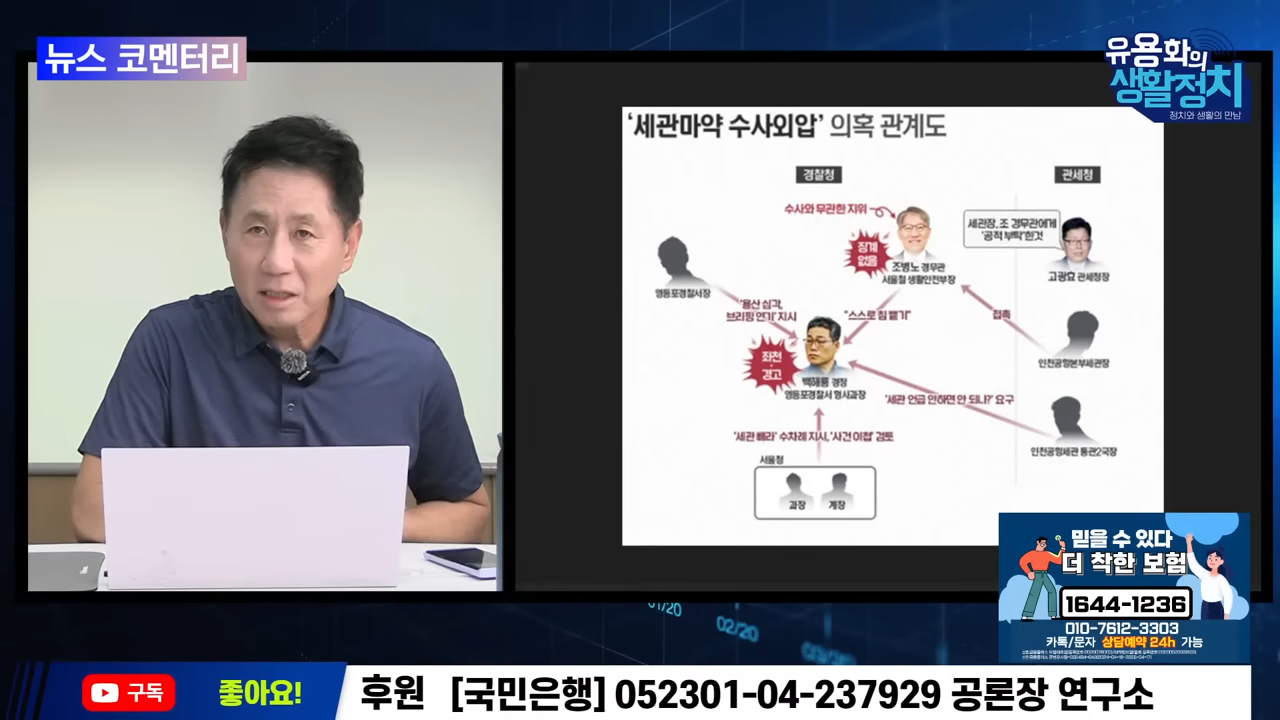 뉴스 코멘터리
유용화의
생활정치
정치와 생활의 만남
'세관마약 수사외압' 의혹 관계도
경찰청
관세청
수사와 무관한 지위
징계
없음
조병노 경무관
서울청 생활안전부장
세관장, 조 경무관에게
'공적 부탁'한것
고광효 관세청장
영등포경찰서장
'용산 심각,
브리핑 연기' 지시
"스스로 침 뱉기"
접촉
인천공항본부세관장
좌천
·
경고
백해룡 경정
영등포경찰서 형사과장
'세관 언급 안하면 안 되나?' 요구
인천공항세관 통관2국장
'세관 빼라' 수차례 지시, '사건 이첩' 검토
서울청
과장
계장
믿을 수 있다
더 착한 보험
1644-1236
010-7612-3303
카톡/문자 상담예약 24h 가능
01/20
02/20
구독
좋아요!
후원 [국민은행] 052301-04-237929 공론장 연구소